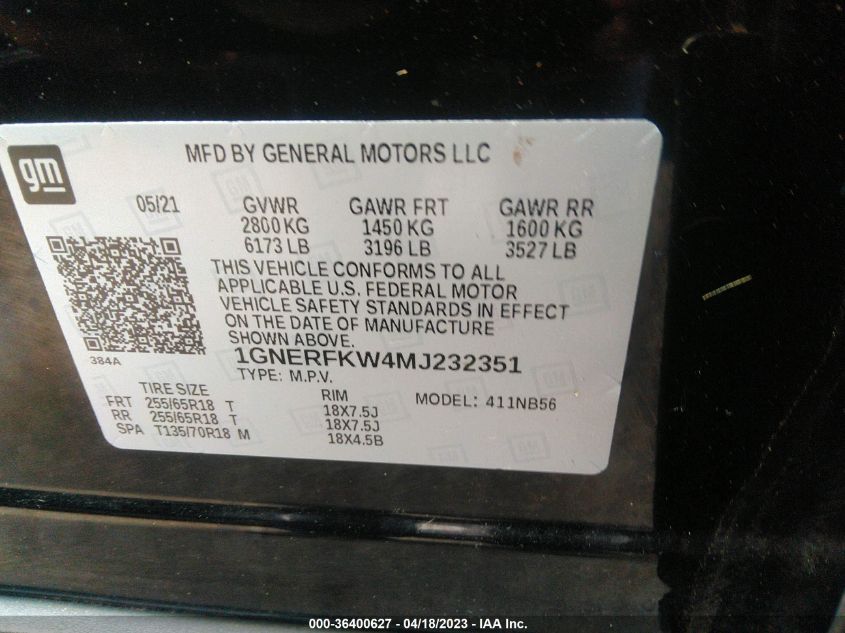 gm
MFD BY GENERAL MOTORS LLC
05/21 GVWR GAWR FRT GAWR RR
2800 KG 1450 KG 1600 KG
6173 LB 3196 LB 3527 LB
THIS VEHICLE CONFORMS TO ALL
APPLICABLE U.S. FEDERAL MOTOR
VEHICLE SAFETY STANDARDS IN EFFECT
ON THE DATE OF MANUFACTURE
SHOWN ABOVE.
384A
1GNERFKW4MJ232351
TYPE: M.P.V.
TIRE SIZE RIM MODEL: 411NB56
FRT 255/65R18 T 18X7.5J
RR 255/65R18 T 18X7.5J
SPA T135/70R18 M 18X4.5B
000-36400627 - 04/18/2023 - IAA Inc.